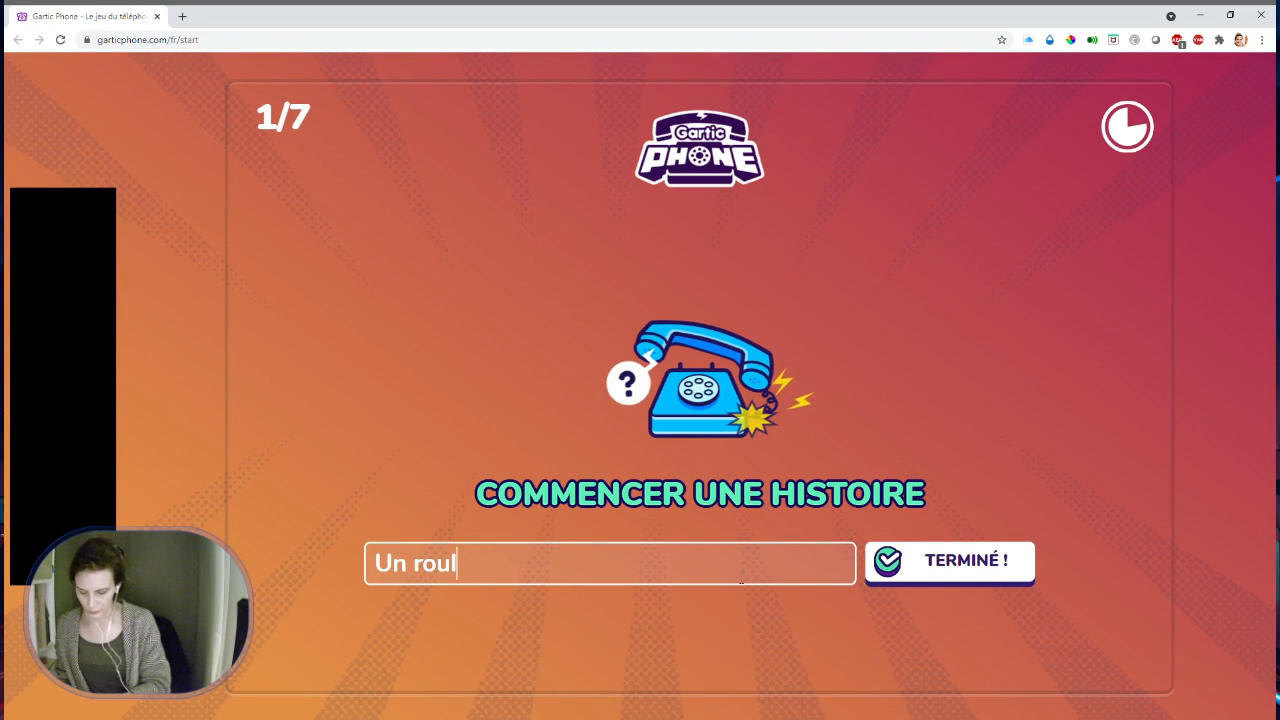 Gartic Phone - Le jeu du télépho
garticphone.com/fr/start
1/7
Gartic
PHONE
?
COMMENCER UNE HISTOIRE
Un roul
TERMINÉ !